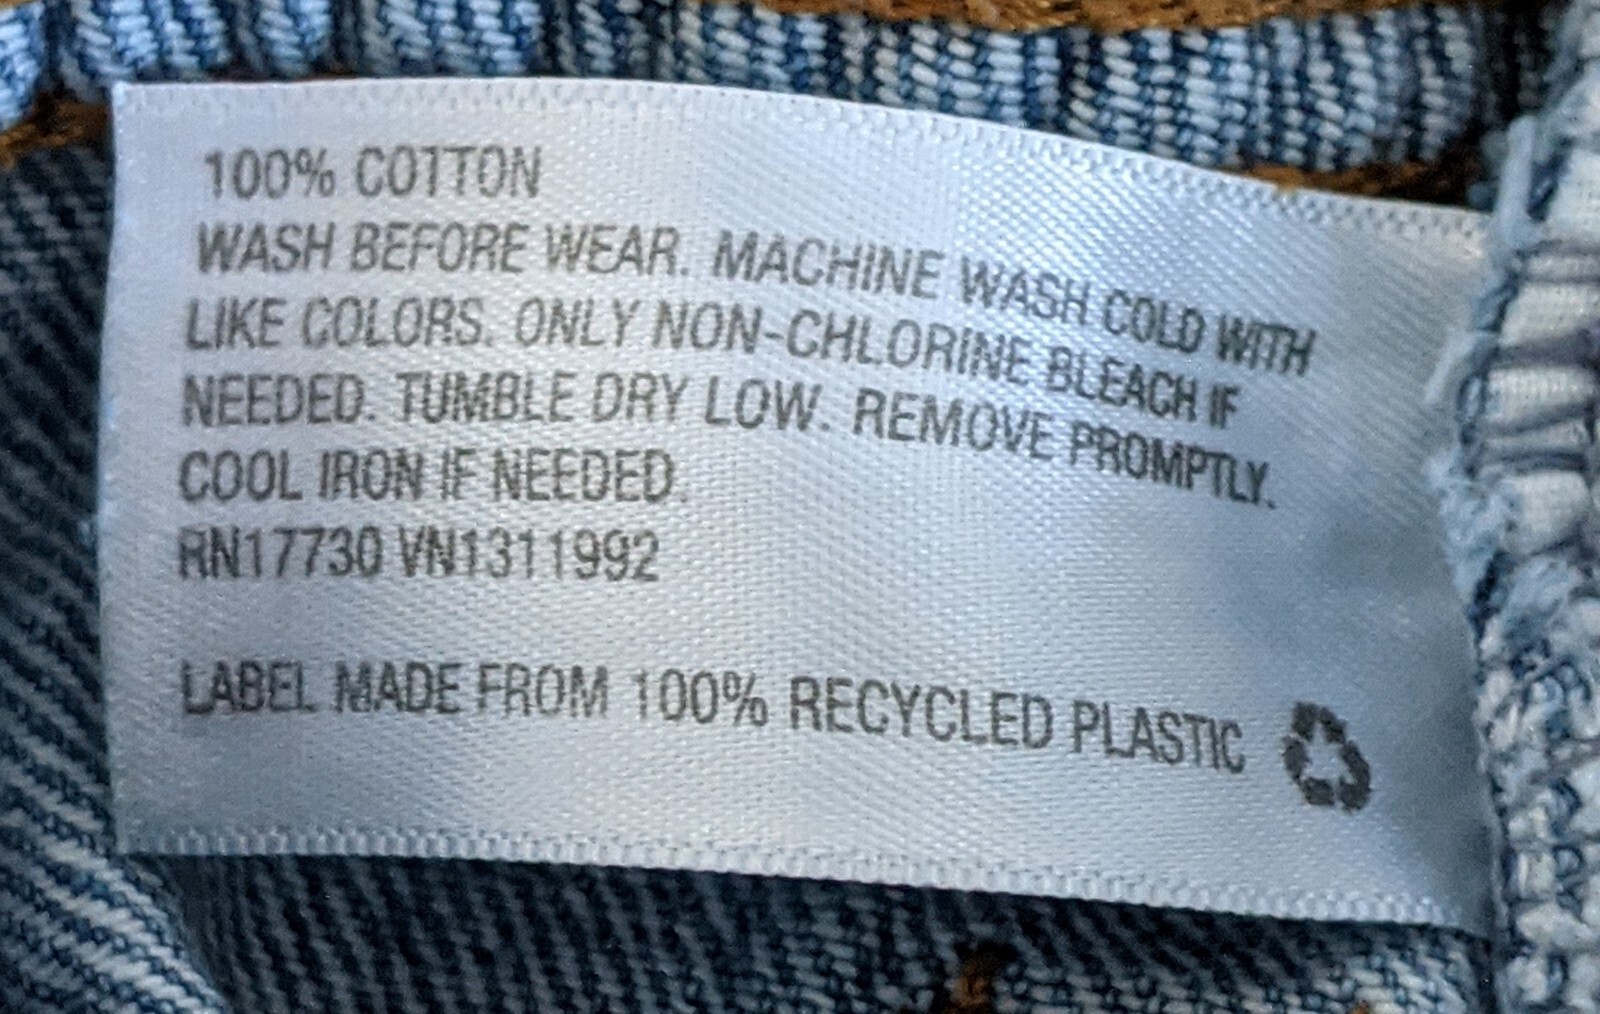 100% COTTON
WASH BEFORE WEAR. MACHINE WASH COLD WITH
LIKE COLORS. ONLY NON-CHLORINE BLEACH IF
NEEDED. TUMBLE DRY LOW. REMOVE PROMPTLY.
COOL IRON IF NEEDED.
RN17730 VN1311992
LABEL MADE FROM 100% RECYCLED PLASTIC